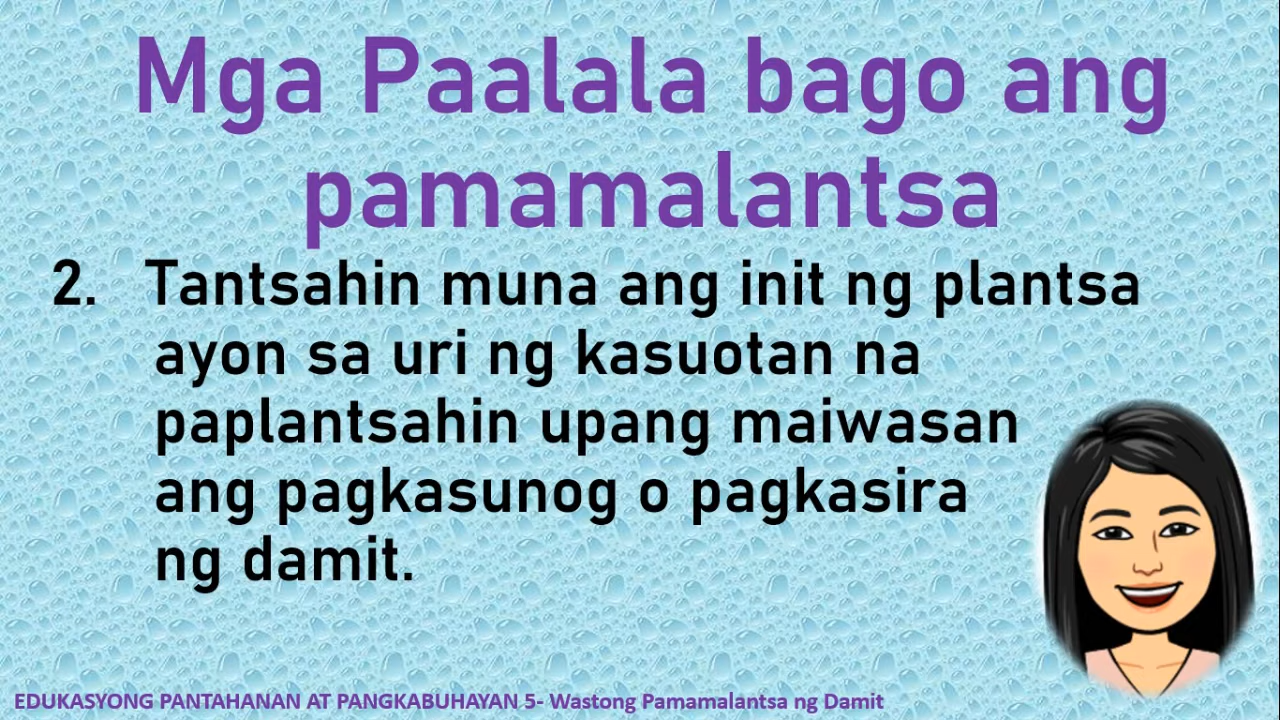 Mga Paalala bago ang
pamamalantsa
2. Tantsahin muna ang init ng plantsa
ayon sa uri ng kasuotan na
paplantsahin upang maiwasan
ang pagkasunog o pagkasira
ng damit.
EDUKASYONG PANTAHANAN AT PANGKABUHAYAN 5- Wastong Pamamalantsa ng Damit